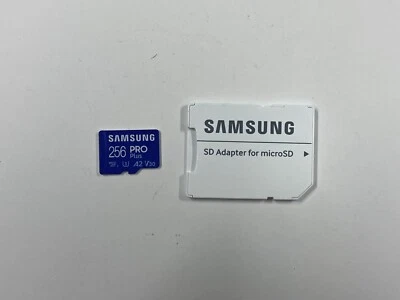 SAMSUNG
256 PRO
Plus
A2 V30
SAMSUNG
SD Adapter for microSD